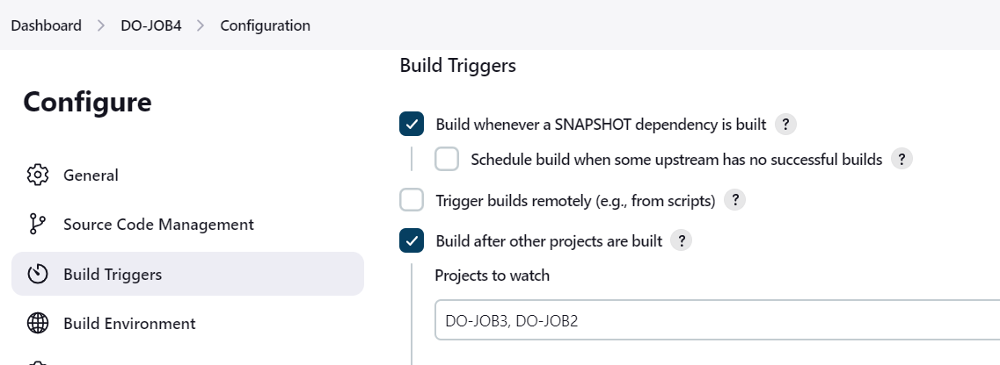 Dashboard > DO-JOB4 > Configuration
Configure
General
Source Code Management
Build Triggers
Build Environment
Build Triggers
Build whenever a SNAPSHOT dependency is built ?
Schedule build when some upstream has no successful builds ?
Trigger builds remotely (e.g., from scripts) ?
Build after other projects are built ?
Projects to watch
DO-JOB3, DO-JOB2